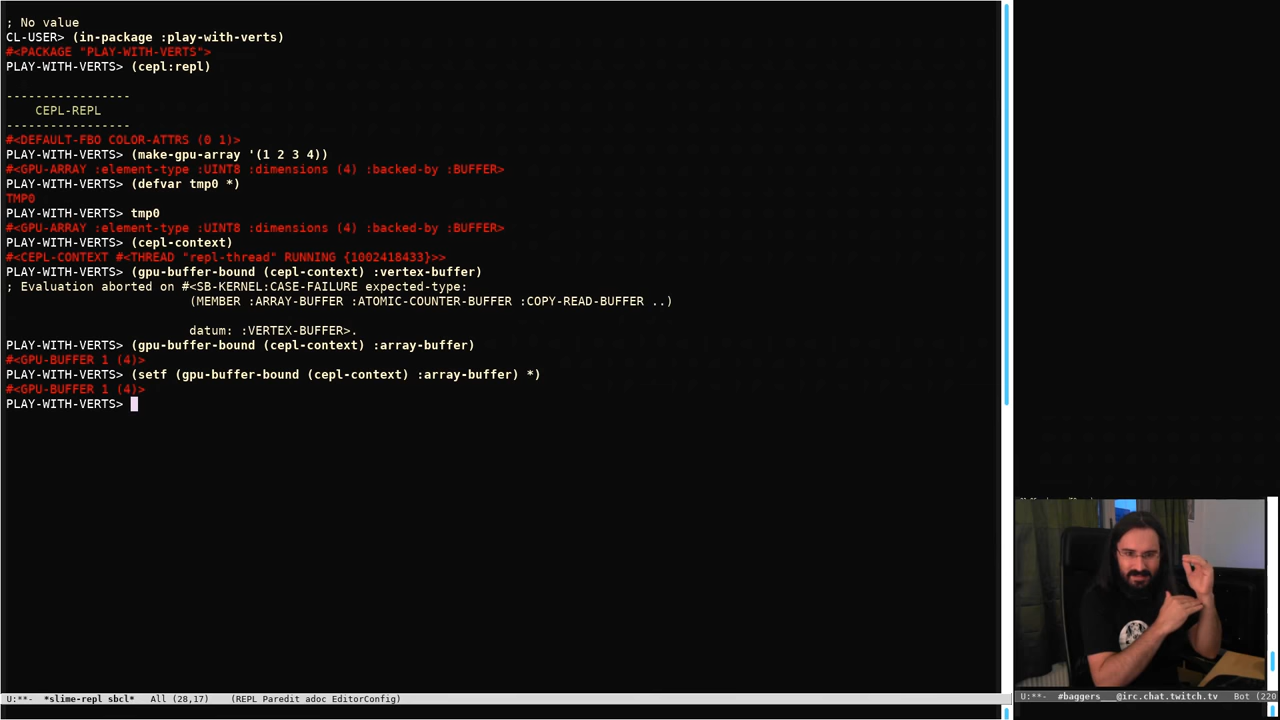 ; No value
CL-USER> (in-package :play-with-verts)
#<PACKAGE "PLAY-WITH-VERTS">
PLAY-WITH-VERTS> (cepl:repl)
-----------------
    CEPL-REPL
-----------------
#<DEFAULT-FBO COLOR-ATTRS (0 1)>
PLAY-WITH-VERTS> (make-gpu-array '(1 2 3 4))
#<GPU-ARRAY :element-type :UINT8 :dimensions (4) :backed-by :BUFFER>
PLAY-WITH-VERTS> (defvar tmp0 *)
TMP0
PLAY-WITH-VERTS> tmp0
#<GPU-ARRAY :element-type :UINT8 :dimensions (4) :backed-by :BUFFER>
PLAY-WITH-VERTS> (cepl-context)
#<CEPL-CONTEXT #<THREAD "repl-thread" RUNNING {1002418433}>>
PLAY-WITH-VERTS> (gpu-buffer-bound (cepl-context) :vertex-buffer)
; Evaluation aborted on #<SB-KERNEL:CASE-FAILURE expected-type:
                         (MEMBER :ARRAY-BUFFER :ATOMIC-COUNTER-BUFFER :COPY-READ-BUFFER ..)
                         datum: :VERTEX-BUFFER>.
PLAY-WITH-VERTS> (gpu-buffer-bound (cepl-context) :array-buffer)
#<GPU-BUFFER 1 (4)>
PLAY-WITH-VERTS> (setf (gpu-buffer-bound (cepl-context) :array-buffer) *)
#<GPU-BUFFER 1 (4)>
PLAY-WITH-VERTS>
U:**-  *slime-repl sbcl*   All (28,17)    (REPL Paredit adoc EditorConfig)
U:**-  #baggers___@irc.chat.twitch.tv   Bot (220